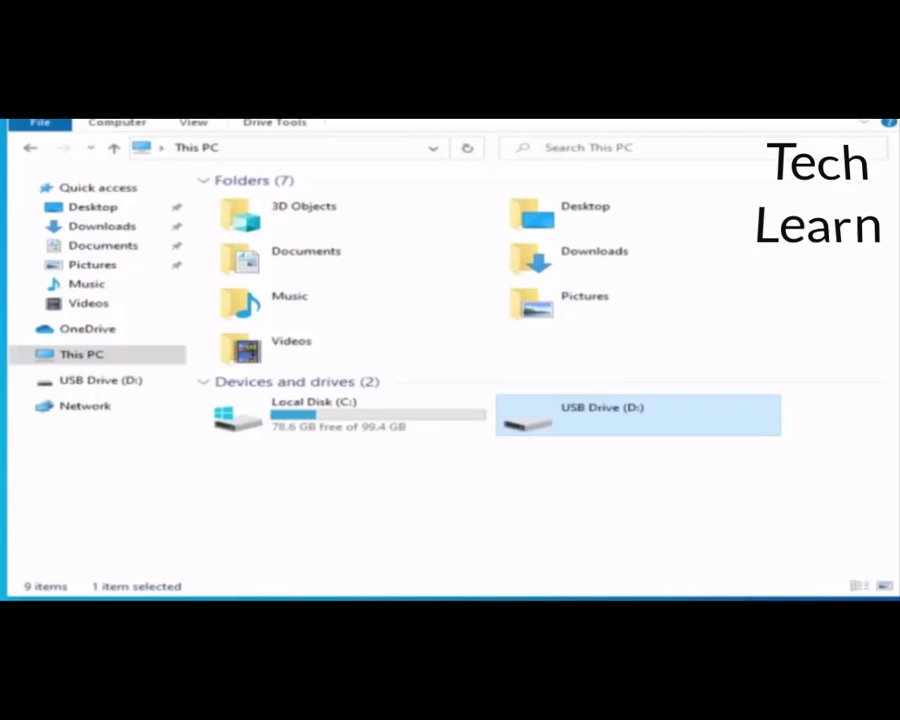 File Computer View Drive Tools
This PC Search This PC
Tech
Learn
Quick access
Desktop
Downloads
Documents
Pictures
Music
Videos
OneDrive
This PC
USB Drive (D:)
Network
Folders (7)
3D Objects Desktop
Documents Downloads
Music Pictures
Videos
Devices and drives (2)
Local Disk (C:)
78.6 GB free of 99.4 GB
USB Drive (D:)
9 items 1 item selected